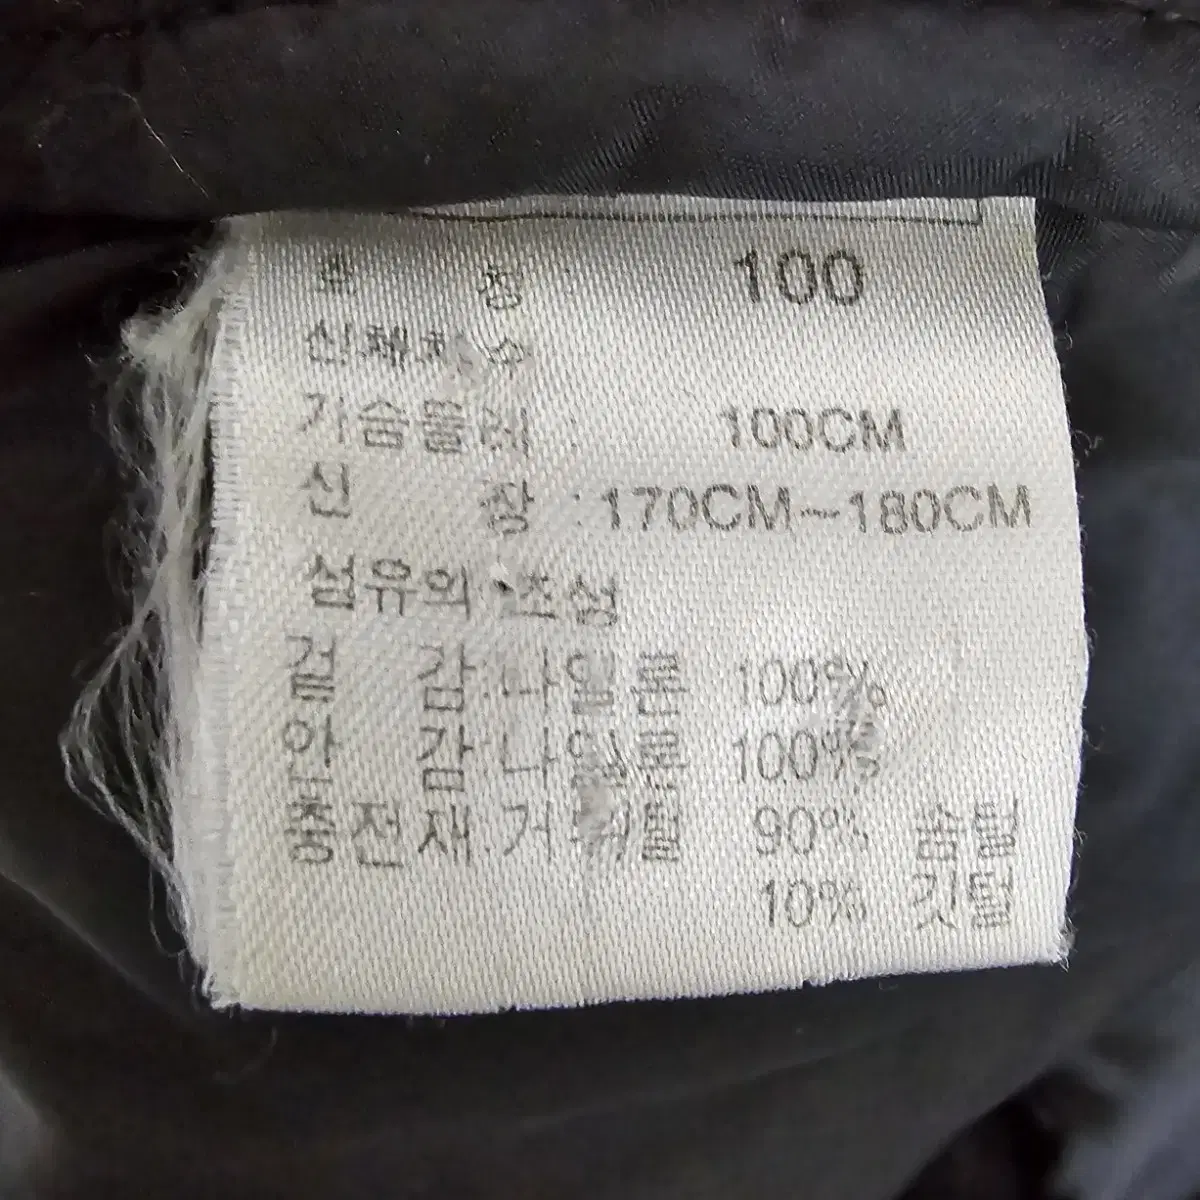 호 칭 : 100
신체치수
가슴둘레 : 100CM
신 장 : 170CM~180CM
섬유의 조성
겉 감:나일론 100%
안 감:나일론 100%
충전재:거위털 90% 솜털
10% 깃털